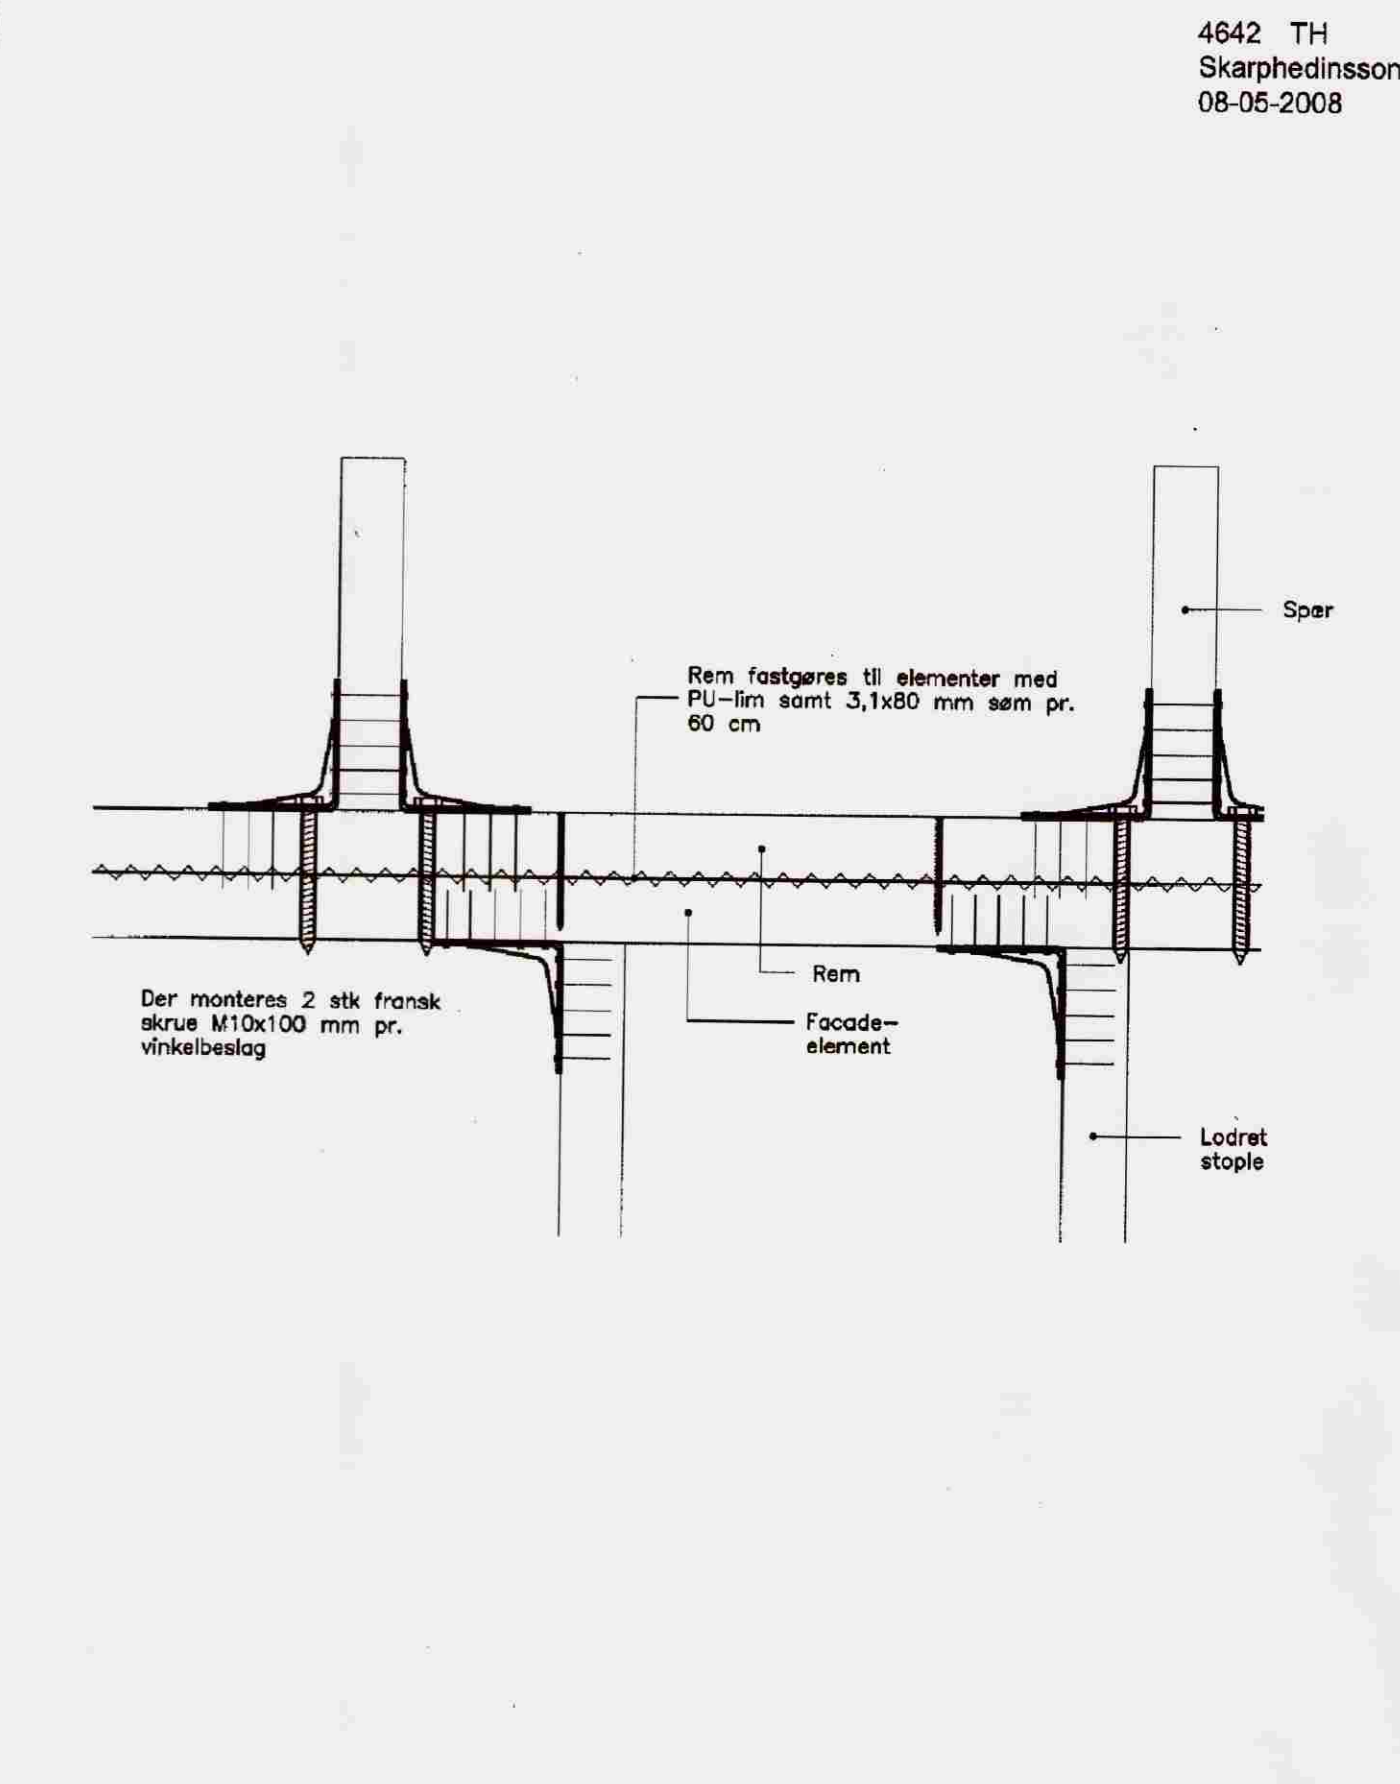 4642 TH
Skarphedinsson
08-05-2008
Spær
Rem fastgøres til elementer med
PU-lim samt 3,1x80 mm søm pr.
60 cm
Rem
Der monteres 2 stk fransk
skrue M10x100 mm pr.
vinkelbeslag
Facade-
element
Lodret
stople